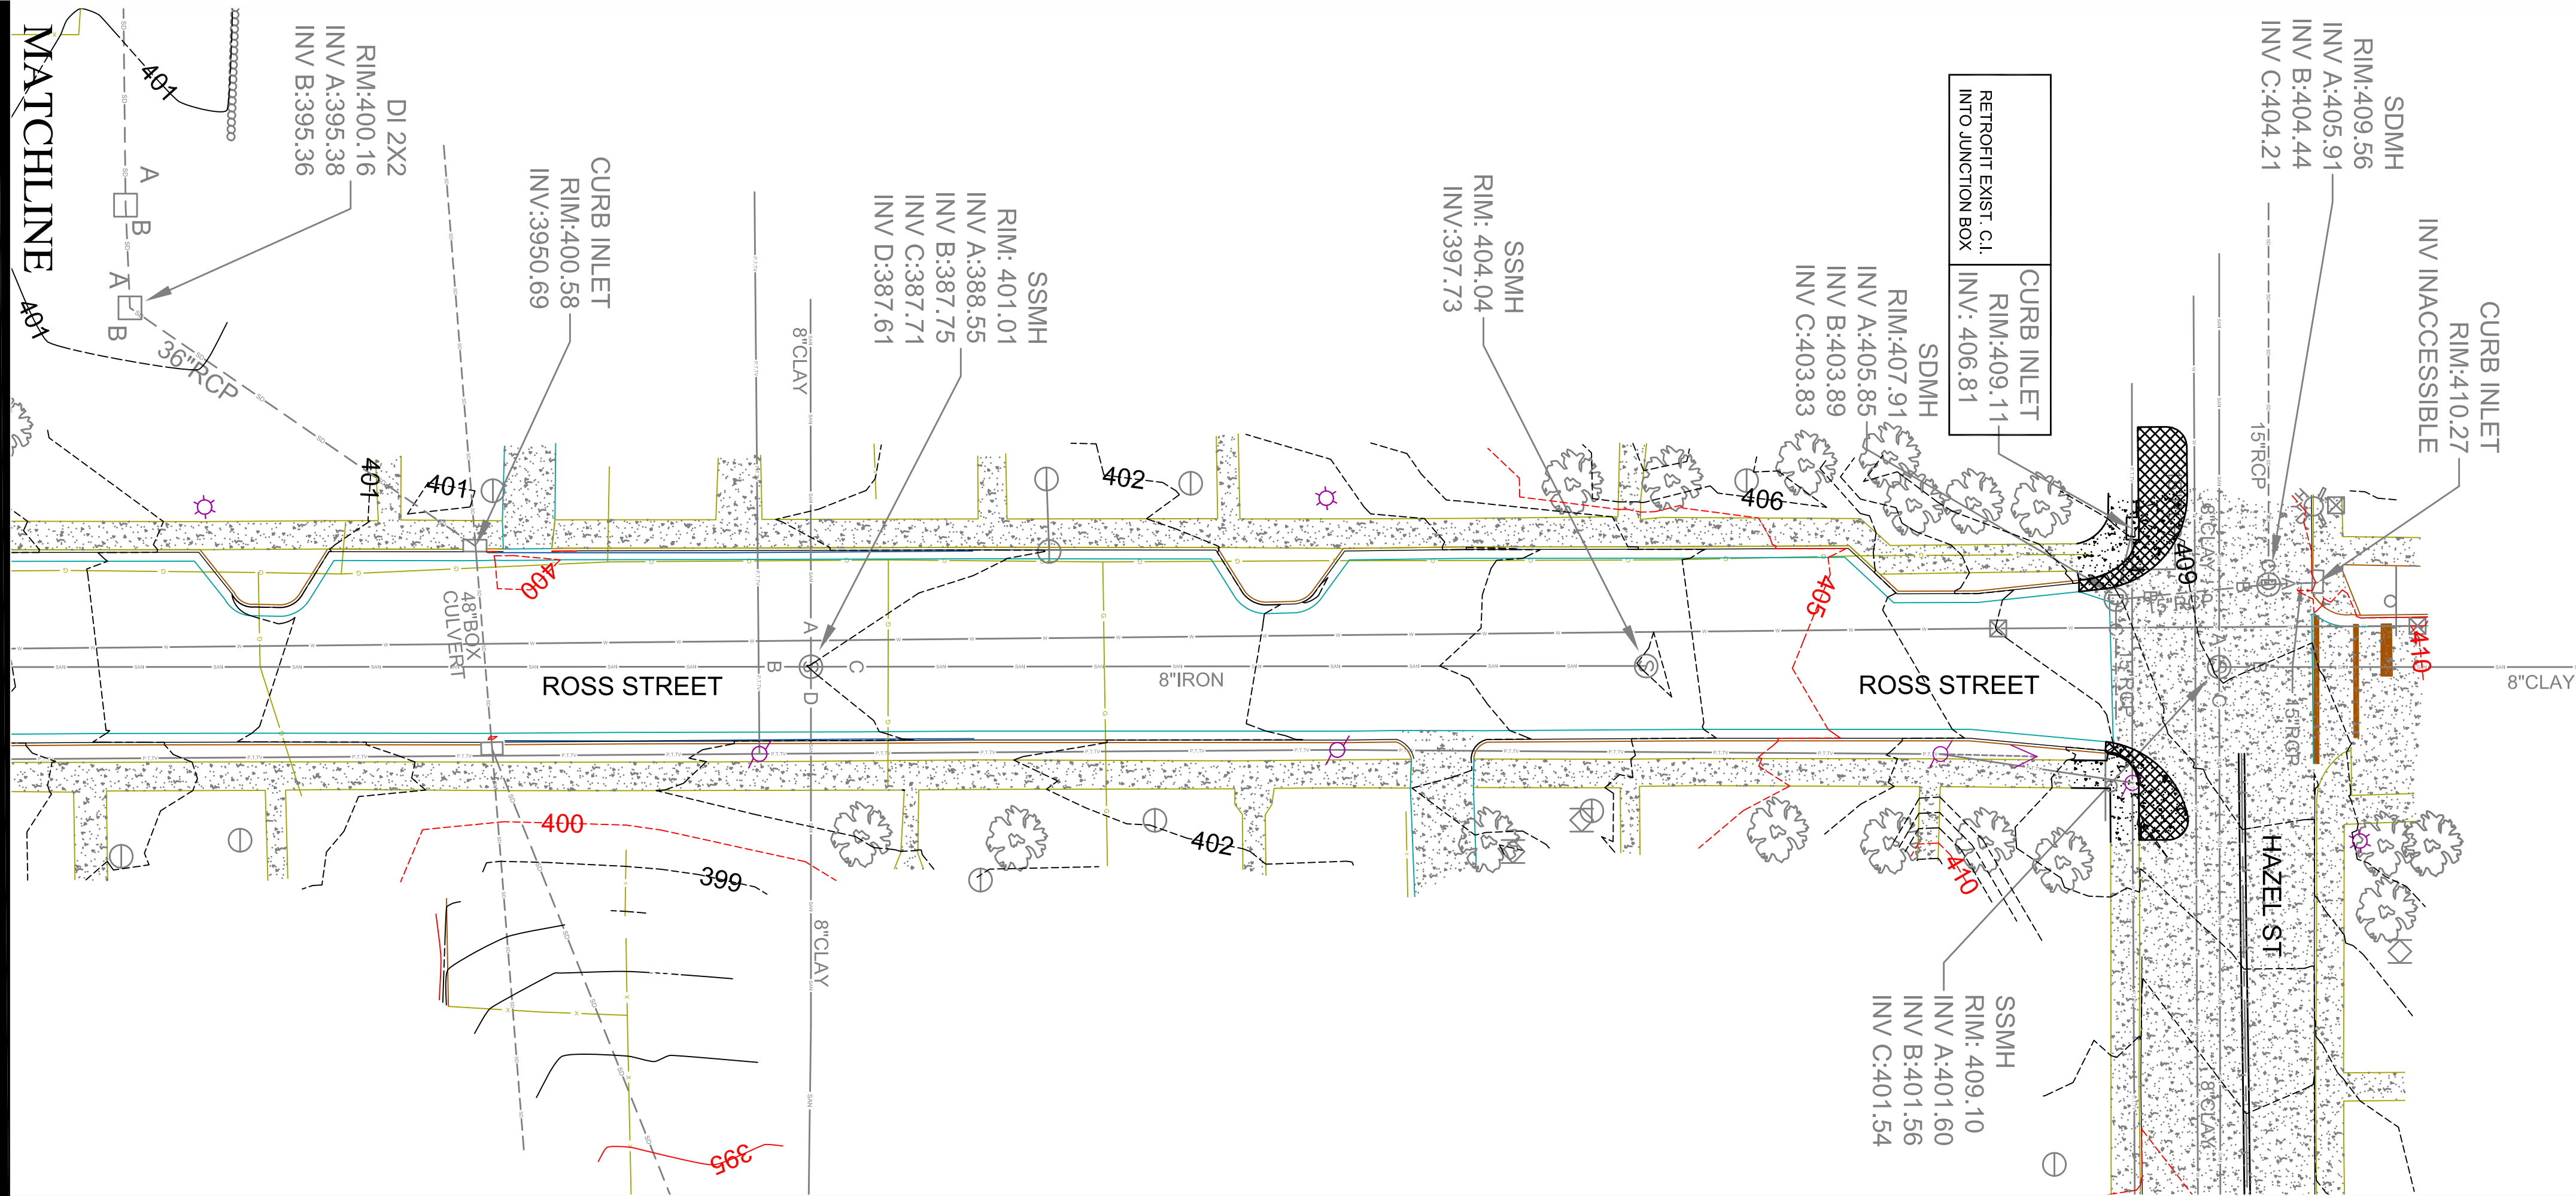 MATCHLINE
401
401
A
B
A
B
DI 2X2
RIM:400.16
INV A:395.38
INV B:395.36
36"RCP
CURB INLET
RIM:400.58
INV:3950.69
SSMH
RIM: 401.01
INV A:388.55
INV B:387.75
INV C:387.71
INV D:387.61
8"CLAY
SSMH
RIM: 404.04
INV:397.73
SDMH
RIM:407.91
INV A:405.85
INV B:403.89
INV C:403.83
RETROFIT EXIST. C.I.
INTO JUNCTION BOX
CURB INLET
RIM:409.11
INV: 406.81
SDMH
RIM:409.56
INV A:405.91
INV B:404.44
INV C:404.21
CURB INLET
RIM:410.27
INV INACCESSIBLE
15"RCP
8"CLAY
401
401
402
406
409
400
405
410
48"BOX
CULVERT
A
B
C
D
ROSS STREET
8"IRON
S
ROSS STREET
15"RCP
A
B
C
15"RCP
8"CLAY
400
399
402
410
HAZEL ST
8"CLAY
8"CLAY
395
SSMH
RIM: 409.10
INV A:401.60
INV B:401.56
INV C:401.54